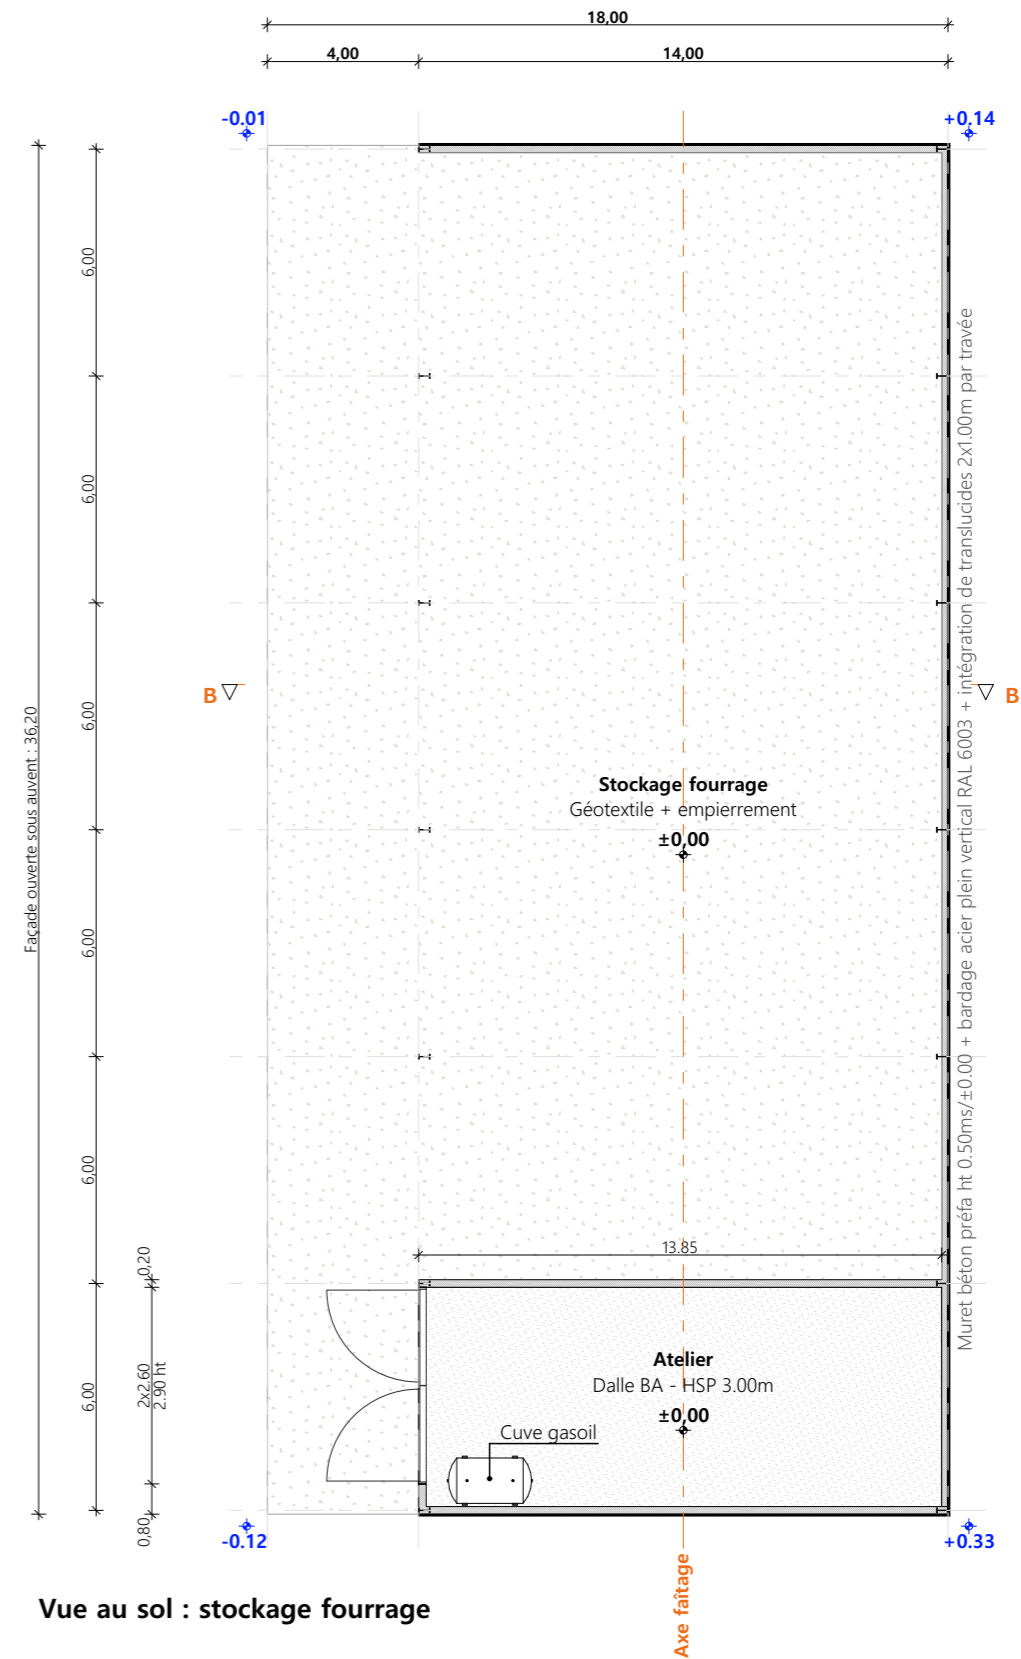 18,00
4,00
14,00
-0.01
+0.14
6,00
6,00
Façade ouverte sous auvent : 36,20
6,00
B
B
Muret béton préfa ht 0.50ms/±0.00 + bardage acier plein vertical RAL 6003 + intégration de translucides 2x1.00m par travée
Stockage fourrage
Géotextile + empierrement
±0,00
6,00
6,00
13.85
0,20
6,00
2x2.60
2.90 ht
Atelier
Dalle BA - HSP 3.00m
±0,00
Cuve gasoil
0,80
-0.12
+0.33
Axe faîtage
Vue au sol : stockage fourrage